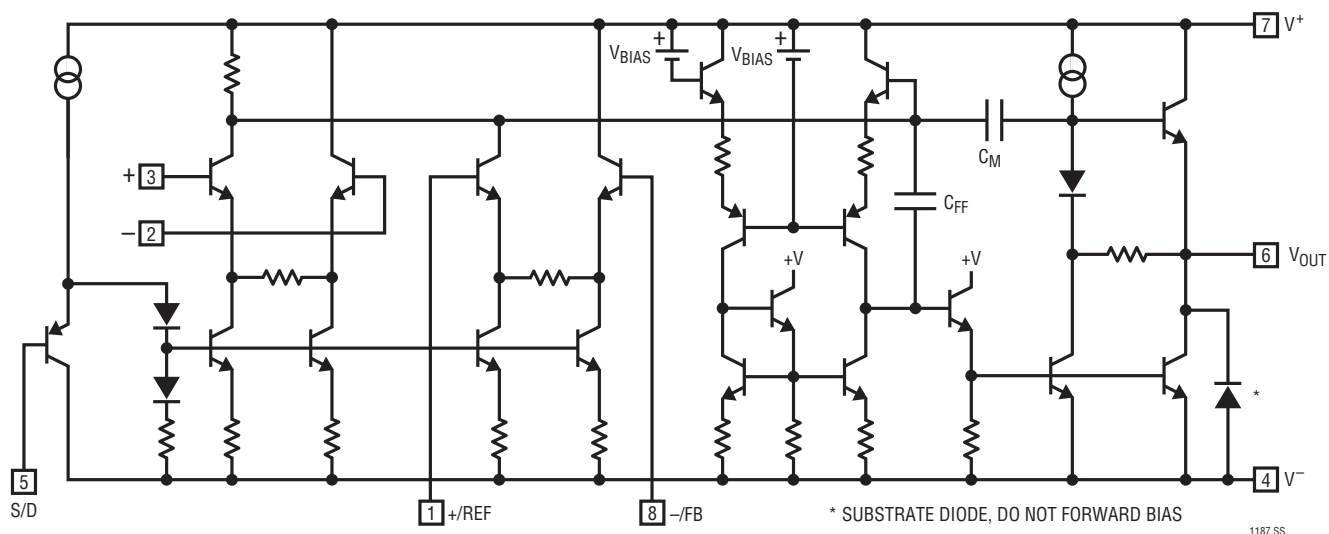 7 V+
+
VBIAS
+
VBIAS
+ 3
CM
CFF
− 2
+V
+V
6 VOUT
*
5
S/D
1 +/REF
8 –/FB
4 V−
* SUBSTRATE DIODE, DO NOT FORWARD BIAS
1187 SS